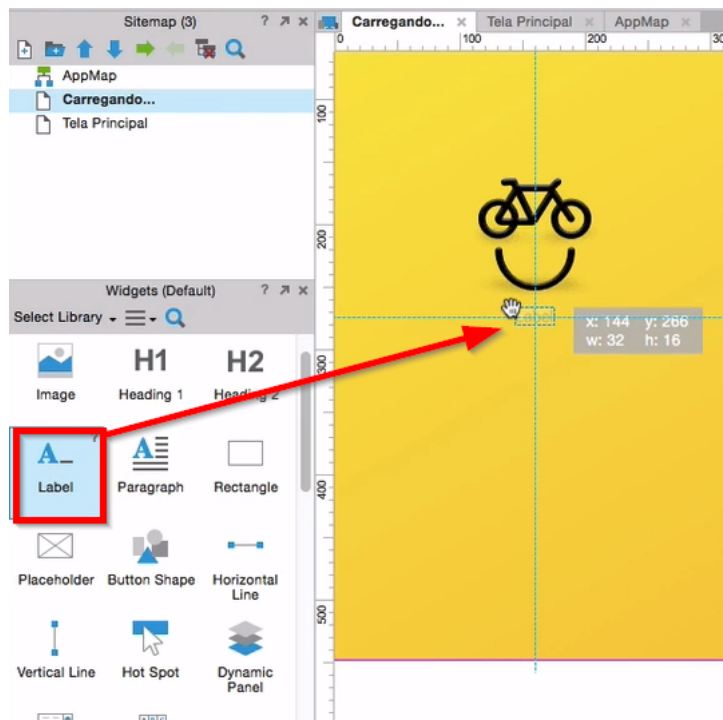 Sitemap (3) ?
AppMap
Carregando...
Tela Principal
Widgets (Default) ?
Select Library
H1 H2
Image Heading 1 Heading 2
?
A_ A
Label Paragraph Rectangle
Placeholder Button Shape Horizontal
Line
Vertical Line Hot Spot Dynamic
Panel
Carregando... × Tela Principal × AppMap ×
0 100 200 30
100
200
300
400
500
x: 144 y: 266
w: 32 h: 16